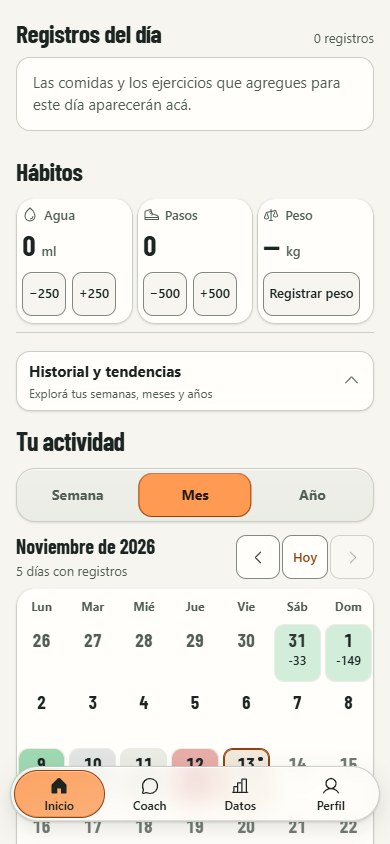 Registros del día
0 registros
Las comidas y los ejercicios que agregues para
este día aparecerán acá.
Hábitos
Agua
Pasos
Peso
0 ml
0
– kg
−250 +250
−500 +500
Registrar peso
Historial y tendencias
Explorá tus semanas, meses y años
Tu actividad
Semana Mes Año
Noviembre de 2026
5 días con registros
Hoy
Lun Mar Mié Jue Vie Sáb Dom
26 27 28 29 30 31 1
-33 -149
2 3 4 5 6 7 8
9 10 11 12 13 14 15
Inicio Coach Datos Perfil
16 17 18 19 20 21 22